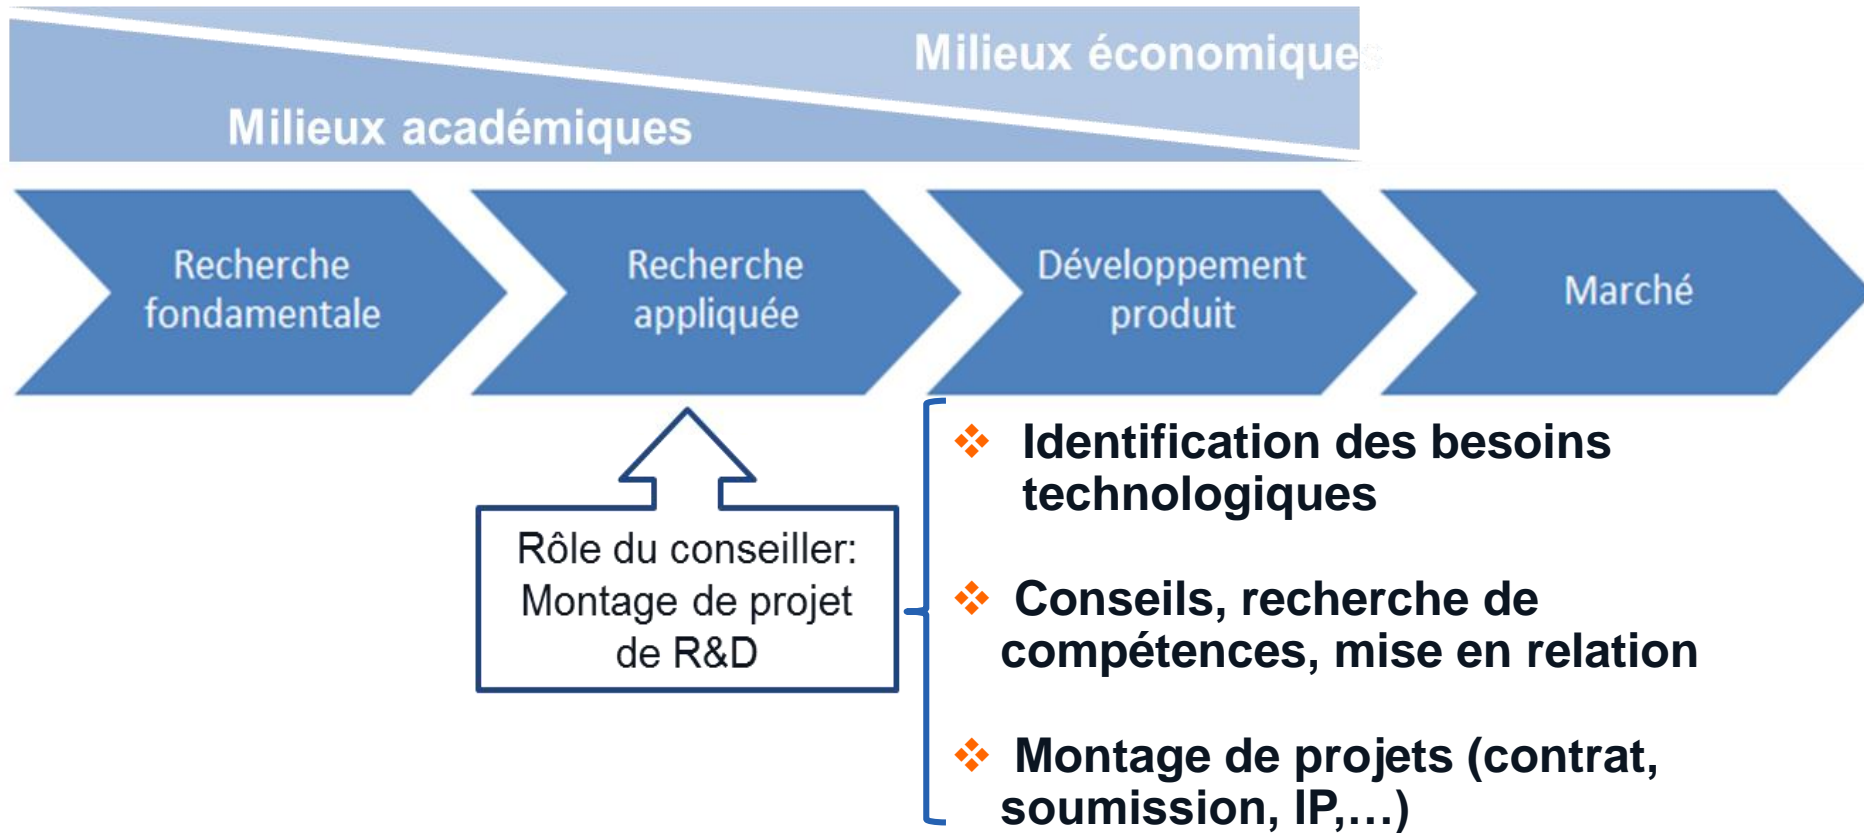 Milieux économiques
Milieux académiques
Recherche
fondamentale
Recherche
appliquée
Développement
produit
Marché
Rôle du conseiller:
Montage de projet
de R&D
❖ Identification des besoins
technologiques
❖ Conseils, recherche de
compétences, mise en relation
❖ Montage de projets (contrat,
soumission, IP,…)